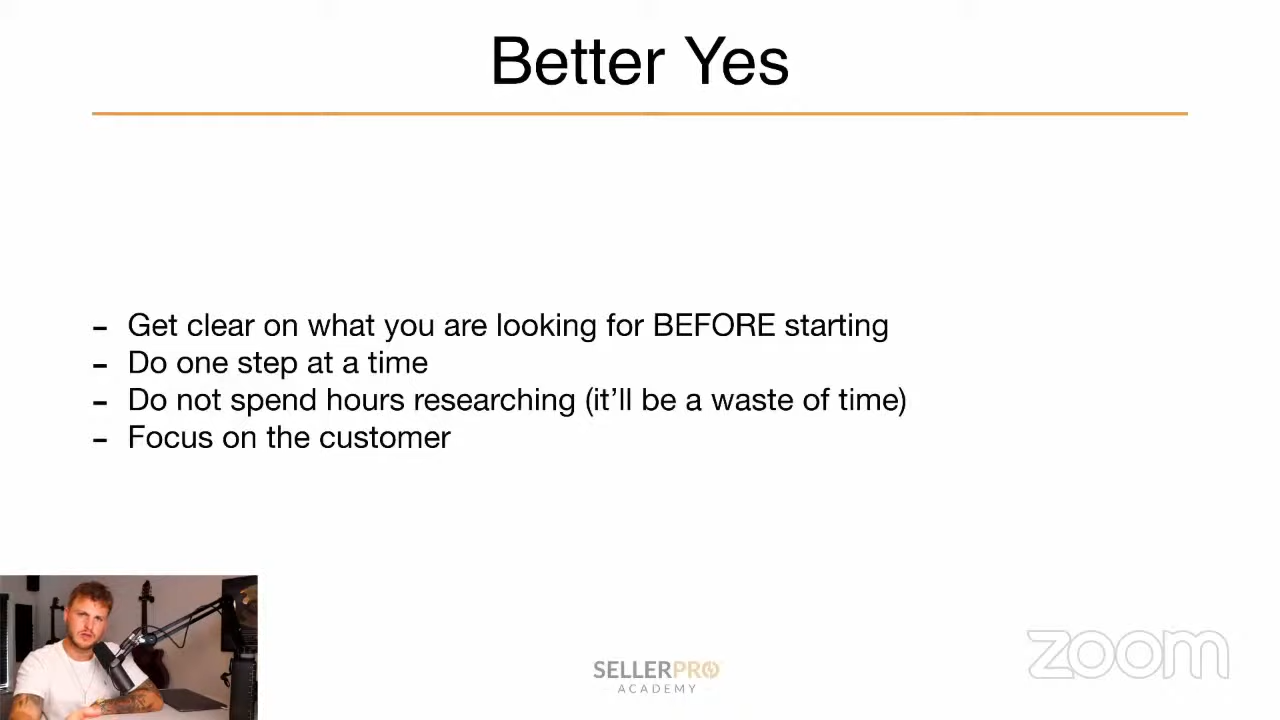 Better Yes
- Get clear on what you are looking for BEFORE starting
- Do one step at a time
- Do not spend hours researching (it’ll be a waste of time)
- Focus on the customer
SELLERPRO
ACADEMY
zoom